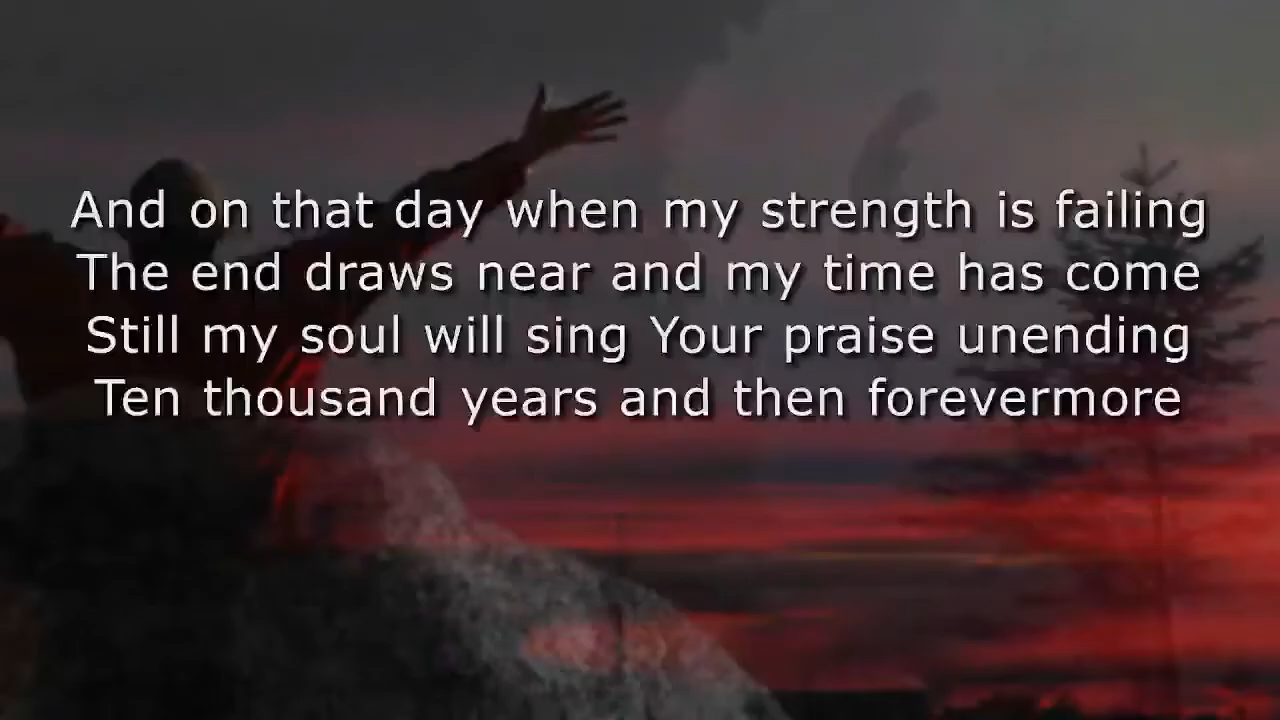 And on that day when my strength is failing
The end draws near and my time has come
Still my soul will sing Your praise unending
Ten thousand years and then forevermore